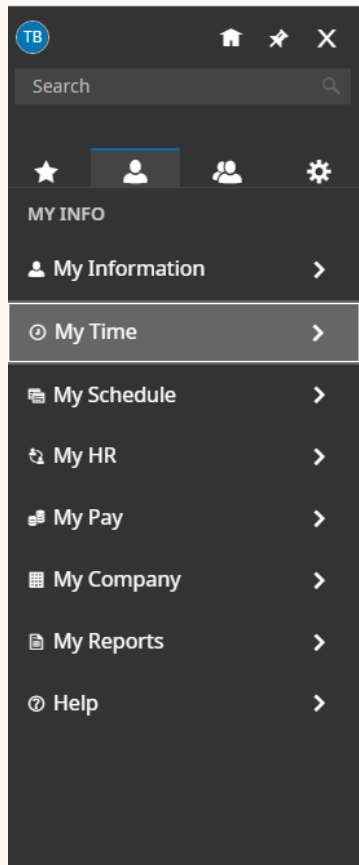 TB
Search
MY INFO
My Information
My Time
My Schedule
My HR
My Pay
My Company
My Reports
Help